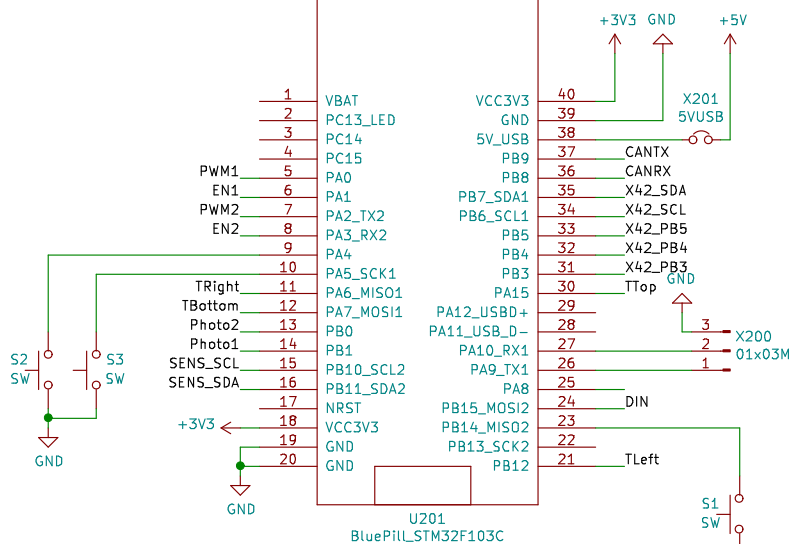 +3V3 GND +5V
X201
5VUSB
1 VBAT VCC3V3 40
2 PC13_LED GND 39
3 PC14 5V_USB 38
4 PC15 PB9 37 CANTX
PWM1 5 PA0 PB8 36 CANRX
EN1 6 PA1 PB7_SDA1 35 X42_SDA
PWM2 7 PA2_TX2 PB6_SCL1 34 X42_SCL
EN2 8 PA3_RX2 PB5 33 X42_PB5
9 PA4 PB4 32 X42_PB4
10 PA5_SCK1 PB3 31 X42_PB3
GND
TRight 11 PA6_MISO1 PA15 30 TTop
TBottom 12 PA7_MOSI1 PA12_USBD+ 29
Photo2 13 PB0 PA11_USB_D- 28 3 X200
Photo1 14 PB1 PA10_RX1 27 2 01x03M
S2 S3
SW SW
SENS_SCL 15 PB10_SCL2 PA9_TX1 26 1
SENS_SDA 16 PB11_SDA2 PA8 25
17 NRST PB15_MOSI2 24 DIN
+3V3 18 VCC3V3 PB14_MISO2 23
19 GND PB13_SCK2 22
20 GND PB12 21 TLeft
GND
GND
S1
SW
U201
BluePill_STM32F103C